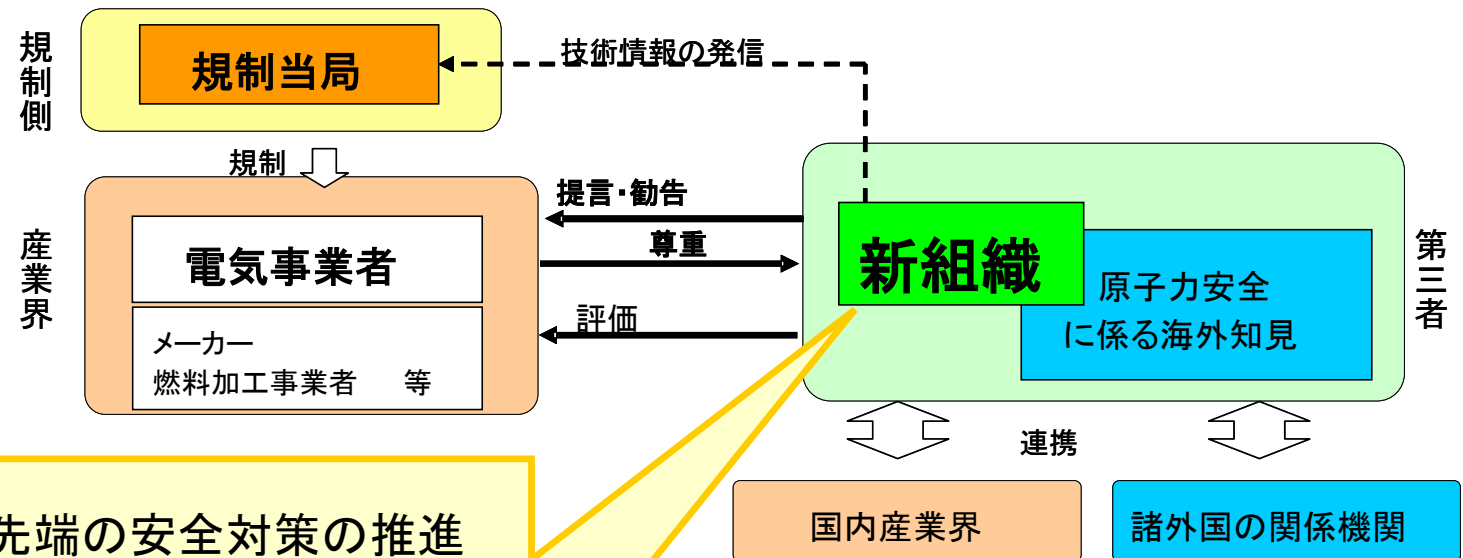 規制側
規制当局
技術情報の発信
規制
産業界
電気事業者
メーカー
燃料加工事業者　等
提言・勧告
尊重
評価
新組織
原子力安全
に係る海外知見
第三者
連携
国内産業界
諸外国の関係機関
先端の安全対策の推進